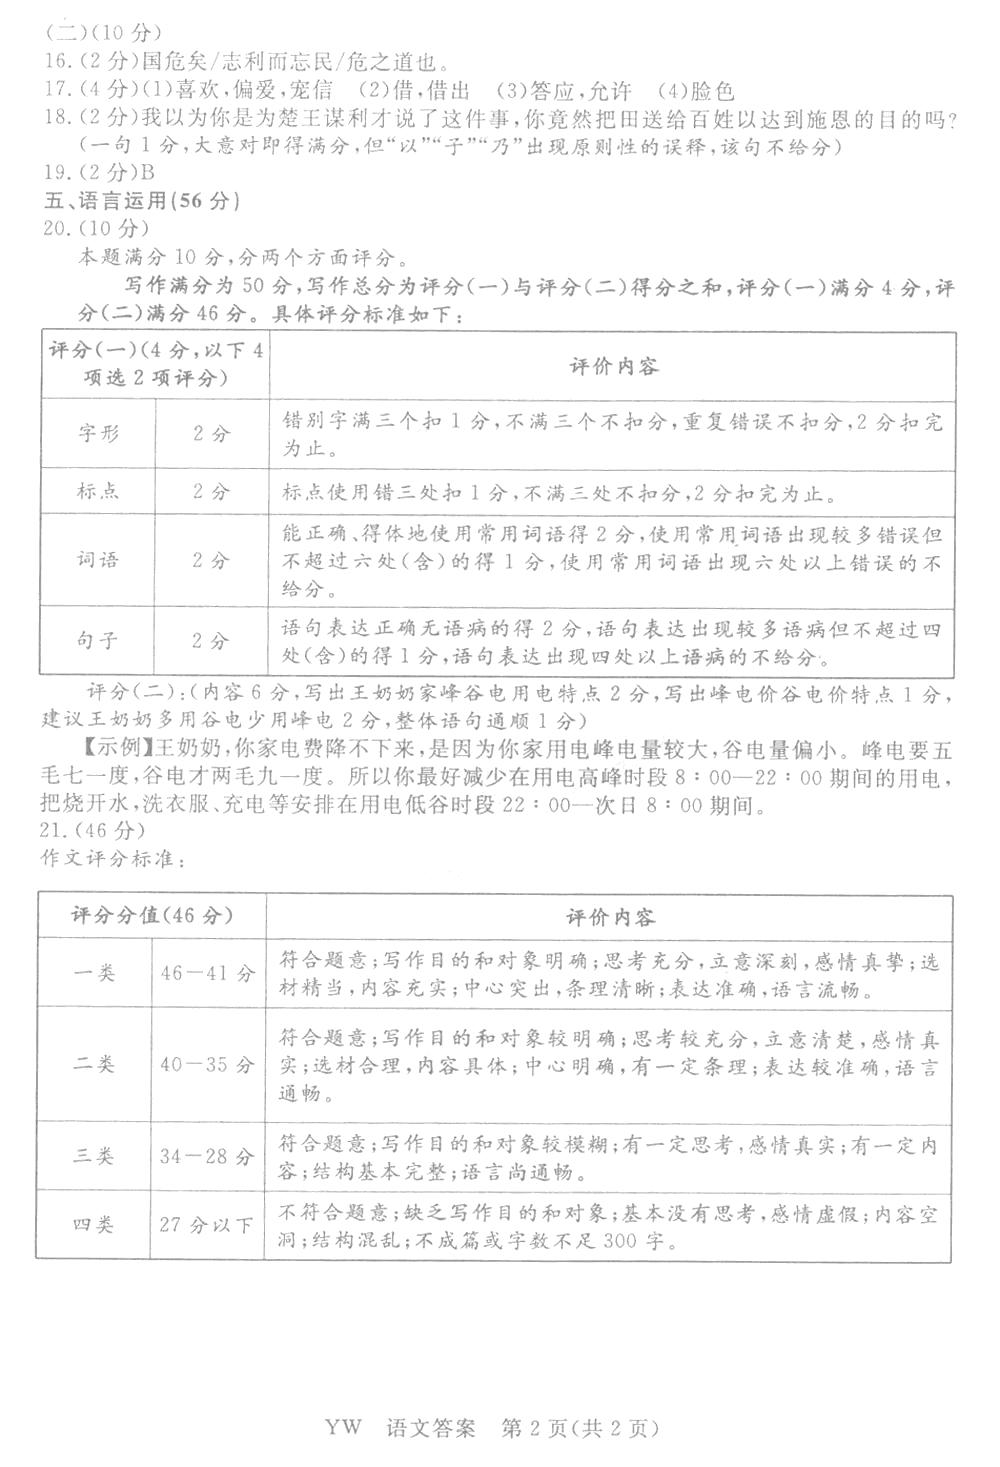 (二)(10 分)
16.(2分)国危矣/志利而忘民/危之道也。
17.(4分)(1)喜欢,偏爱,宠信 (2)借,借出 (3)答应,允许 (4)脸色
18.(2分)我以为你是为楚王谋利才说了这件事,你竟然把田送给百姓以达到施恩的目的吗?
(一句1分,大意对即得满分,但“以”“子”“乃”出现原则性的误释,该句不给分)
19.(2分)B
五、语言运用(56 分)
20.(10 分)
本题满分 10 分,分两个方面评分。
写作满分为 50 分,写作总分为评分(一)与评分(二)得分之和,评分(一)满分 4 分,评
分(二)满分 46 分。具体评分标准如下:
评分(一)(4 分,以下 4
项选 2 项评分)
评价内容
字形
2 分
错别字满三个扣 1 分,不满三个不扣分,重复错误不扣分,2 分扣完
为止。
标点
2 分
标点使用错三处扣 1 分,不满三处不扣分,2 分扣完为止。
词语
2 分
能正确、得体地使用常用词语得 2 分,使用常用词语出现较多错误但
不超过六处(含)的得 1 分,使用常用词语出现六处以上错误的不
给分。
句子
2 分
语句表达正确无语病的得 2 分,语句表达出现较多语病但不超过四
处(含)的得 1 分,语句表达出现四处以上语病的不给分。
评分(二):(内容 6 分,写出王奶奶家峰谷电用电特点 2 分,写出峰电价谷电价特点 1 分,
建议王奶奶多用谷电少用峰电 2 分,整体语句通顺 1 分)
【示例】王奶奶,你家电费降不下来,是因为你家用电峰电量较大,谷电量偏小。峰电要五
毛七一度,谷电才两毛九一度。所以你最好减少在用电高峰时段 8:00—22:00 期间的用电,
把烧开水,洗衣服、充电等安排在用电低谷时段 22:00—次日 8:00 期间。
21.(46 分)
作文评分标准:
评分分值(46 分)
评价内容
一类
46－41 分
符合题意;写作目的和对象明确;思考充分,立意深刻,感情真挚;选
材精当,内容充实;中心突出,条理清晰;表达准确,语言流畅。
二类
40－35 分
符合题意;写作目的和对象较明确;思考较充分,立意清楚,感情真
实;选材合理,内容具体;中心明确,有一定条理;表达较准确,语言
通畅。
三类
34－28 分
符合题意;写作目的和对象较模糊;有一定思考,感情真实;有一定内
容;结构基本完整;语言尚通畅。
四类
27 分以下
不符合题意;缺乏写作目的和对象;基本没有思考,感情虚假;内容空
洞;结构混乱;不成篇或字数不足 300 字。
YW 语文答案 第 2 页(共 2 页)